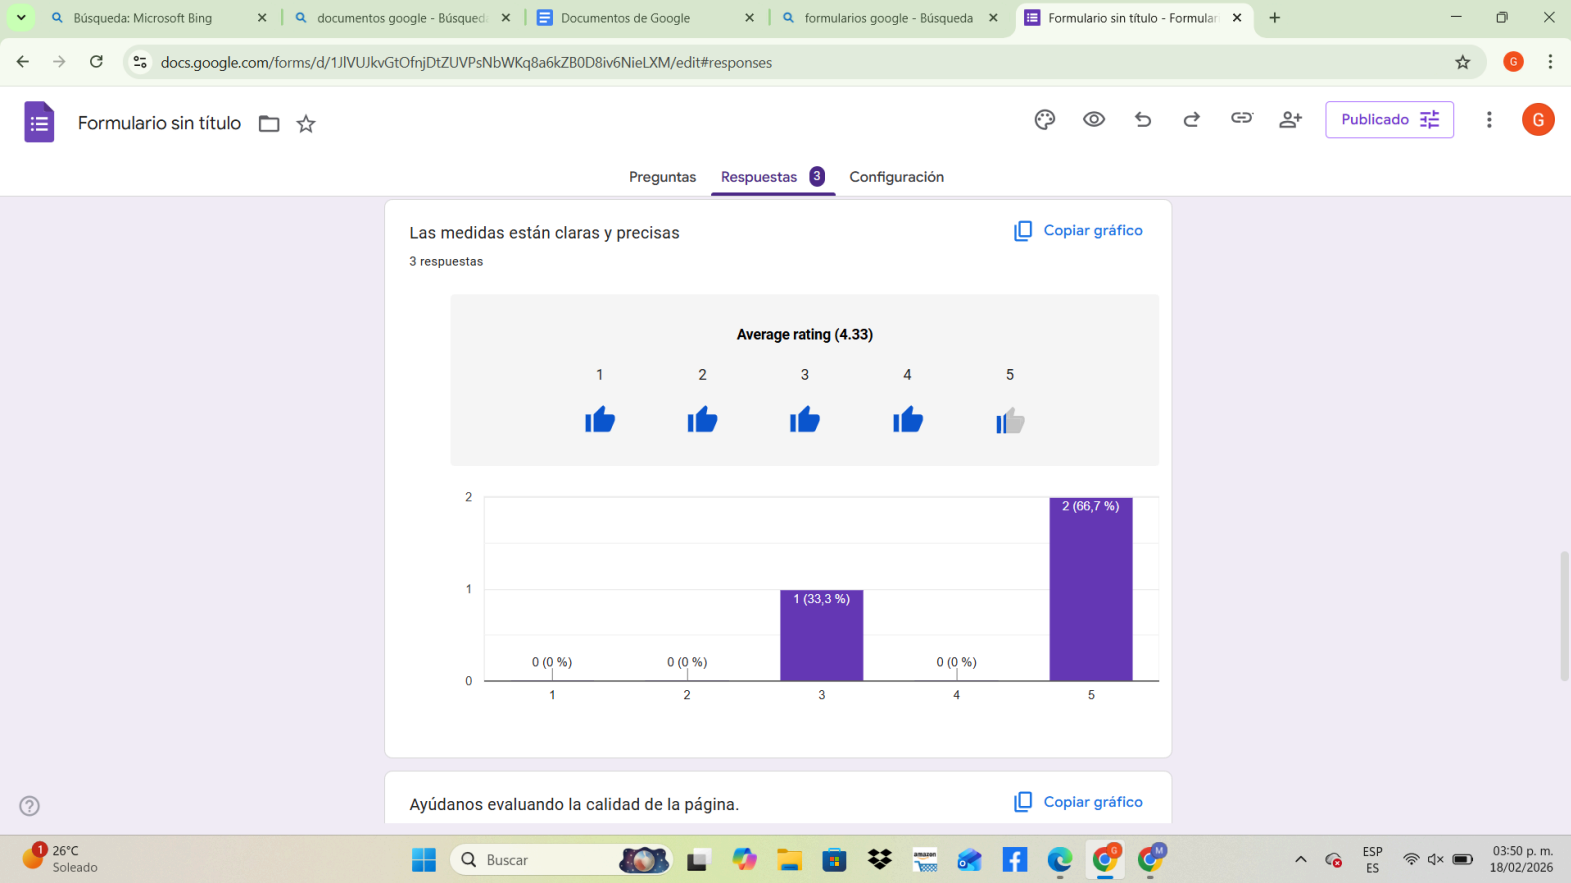 Búsqueda: Microsoft Bing
documentos google - Búsqued
Documentos de Google
formularios google - Búsqueda
Formulario sin título - Formular
docs.google.com/forms/d/1JlVUJkvGtOfnjDtZUVPsNbWKq8a6kZB0D8iv6NieLXM/edit#responses
G
Formulario sin título
Publicado
G
Preguntas
Respuestas 3
Configuración
Las medidas están claras y precisas
Copiar gráfico
3 respuestas
Average rating (4.33)
1 2 3 4 5
2
2 (66,7 %)
1
1 (33,3 %)
0 (0 %) 0 (0 %) 0 (0 %)
0
1 2 3 4 5
Ayúdanos evaluando la calidad de la página.
Copiar gráfico
1
26°C
Soleado
Buscar
amazon
G
M
ESP
ES
03:50 p. m.
18/02/2026